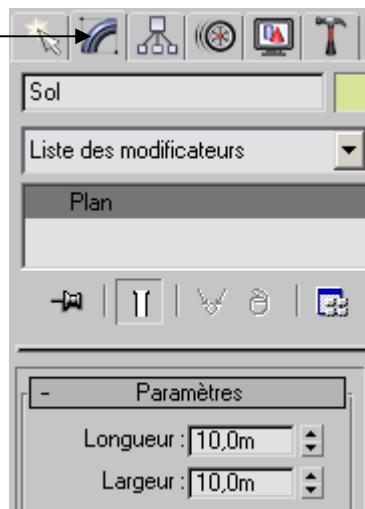 Sol
Liste des modificateurs
Plan
- Paramètres
Longueur : 10,0m
Largeur : 10,0m